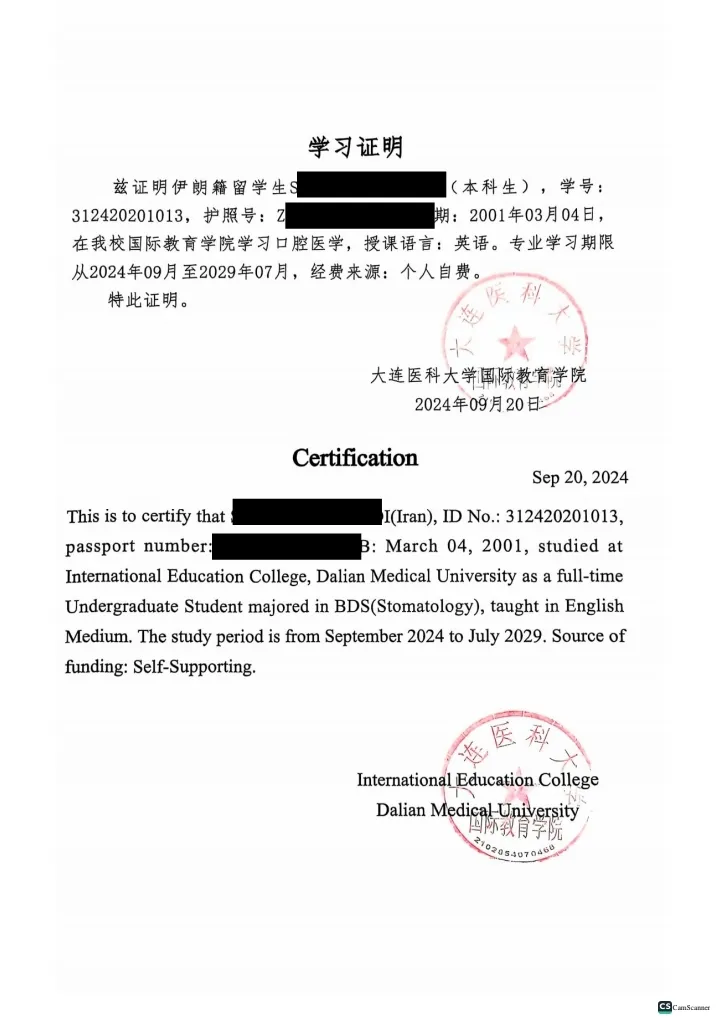 学习证明
兹证明伊朗籍留学生S（本科生），学号：
312420201013，护照号：Z期：2001年03月04日，
在我校国际教育学院学习口腔医学，授课语言：英语。专业学习期限
从2024年09月至2029年07月，经费来源：个人自费。
特此证明。
大连医科大学
大连医科大学国际教育学院
国际教育学院
2024年09月20日
Certification
Sep 20, 2024
This is to certify that I(Iran), ID No.: 312420201013,
passport number: B: March 04, 2001, studied at
International Education College, Dalian Medical University as a full-time
Undergraduate Student majored in BDS(Stomatology), taught in English
Medium. The study period is from September 2024 to July 2029. Source of
funding: Self-Supporting.
大连医科大学
International Education College
Dalian Medical University
国际教育学院
2102054070468
CS CamScanner